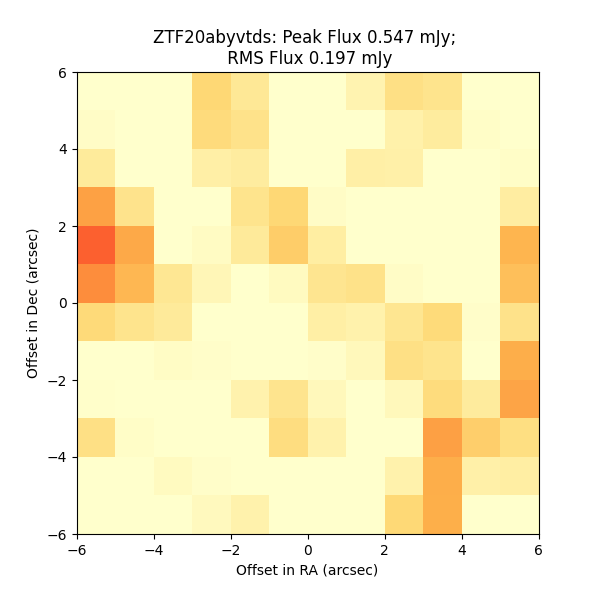 ZTF20abyvtds: Peak Flux 0.547 mJy;
RMS Flux 0.197 mJy
6
4
2
0
−2
−4
−6
Offset in Dec (arcsec)
−6 −4 −2 0 2 4 6
Offset in RA (arcsec)